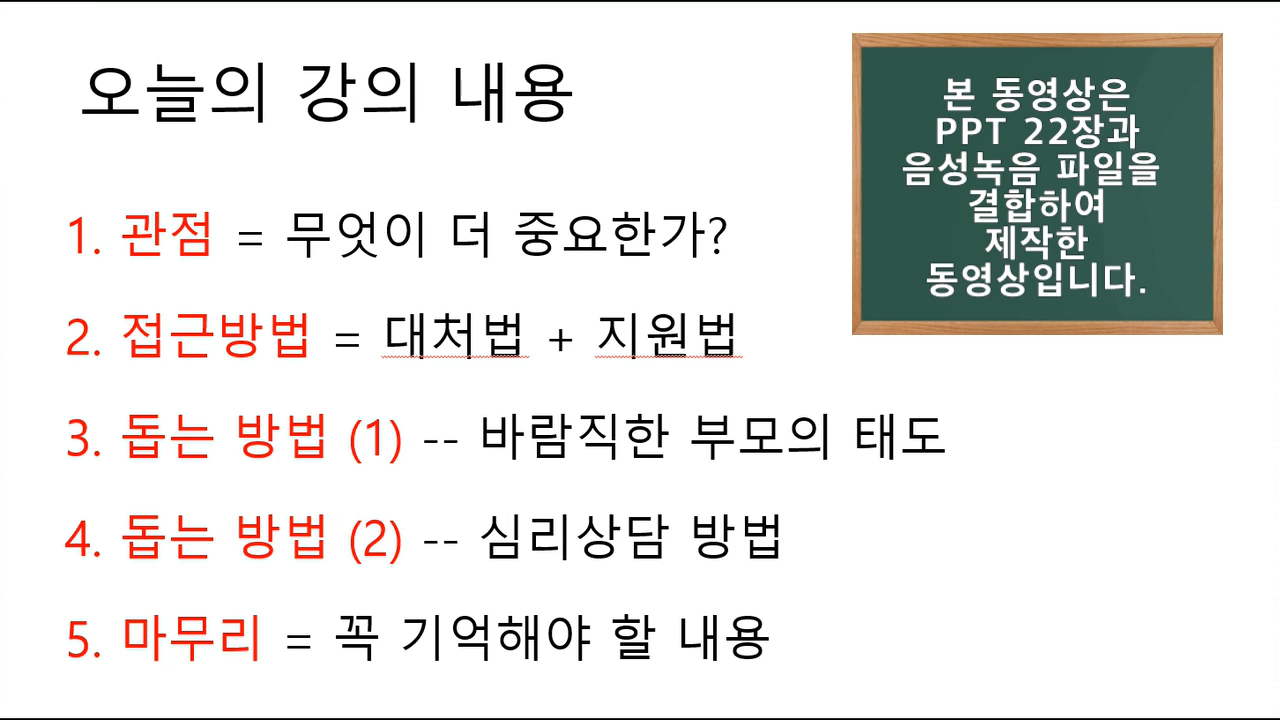 오늘의 강의 내용
본 동영상은
PPT 22장과
음성녹음 파일을
결합하여
제작한
동영상입니다.
1. 관점 = 무엇이 더 중요한가?
2. 접근방법 = 대처법 + 지원법
3. 돕는 방법 (1) -- 바람직한 부모의 태도
4. 돕는 방법 (2) -- 심리상담 방법
5. 마무리 = 꼭 기억해야 할 내용